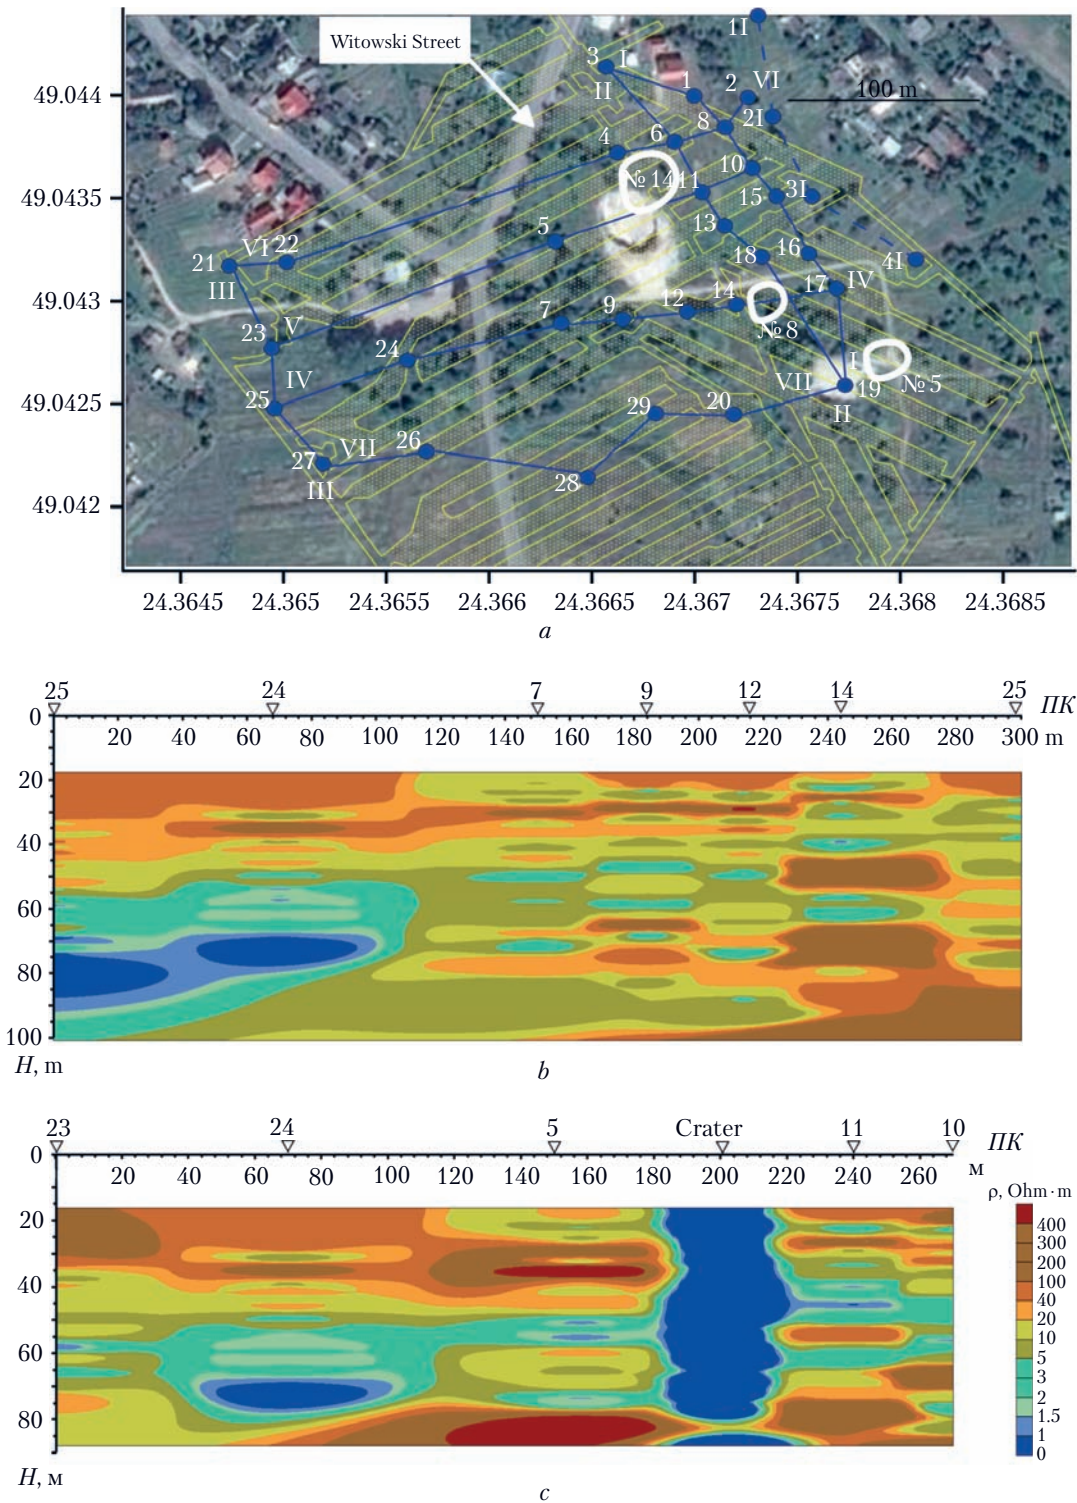 Witowski Street
1I
3 I
II
1
2 VI
100 m
49.044
8
2I
4
6
10
№ 14
11
15
3I
49.0435
5
13
21
VI
22
18
16
4I
III
17
IV
49.043
7
9
12
14
23
V
№ 8
24
I
IV
VII
19
№ 5
25
49.0425
29
20
II
27
VII
26
28
III
49.042
24.3645 24.365 24.3655 24.366 24.3665 24.367 24.3675 24.368 24.3685
a
25 24 7 9 12 14 25 ПК
0
20 40 60 80 100 120 140 160 180 200 220 240 260 280 300 m
20
40
60
80
100
H, m
b
23 24 5 Crater 11 10 ПК
0
20 40 60 80 100 120 140 160 180 200 220 240 260 м
ρ, Ohm·m
20
40
60
80
400
300
200
100
40
20
10
5
3
2
1.5
1
0
H, м
c